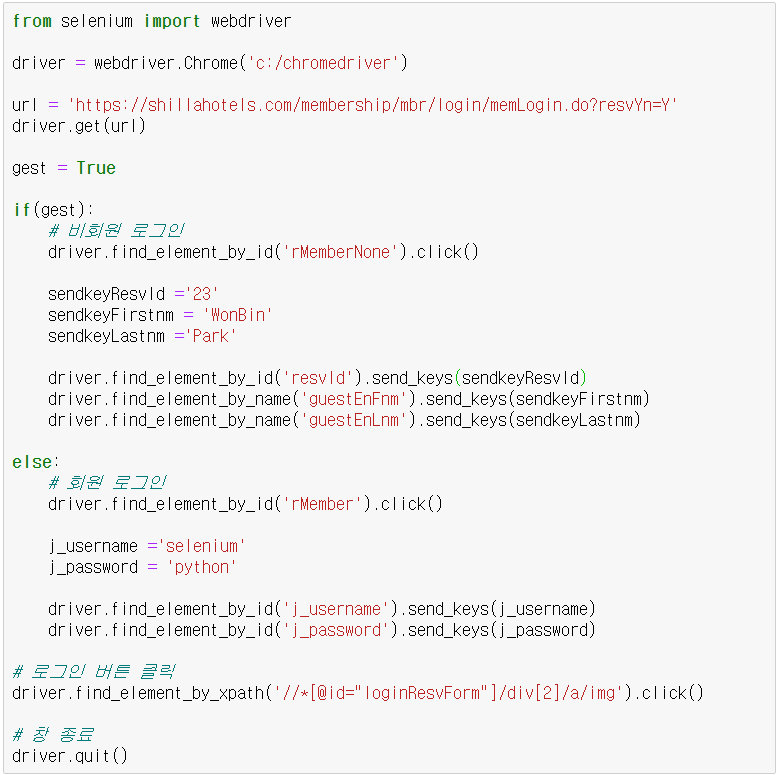 from selenium import webdriver
driver = webdriver.Chrome('c:/chromedriver')
url = 'https://shillahotels.com/membership/mbr/login/memLogin.do?resvYn=Y'
driver.get(url)
gest = True
if(gest):
# 비회원 로그인
driver.find_element_by_id('rMemberNone').click()
sendkeyResvId ='23'
sendkeyFirstnm = 'WonBin'
sendkeyLastnm ='Park'
driver.find_element_by_id('resvId').send_keys(sendkeyResvId)
driver.find_element_by_name('guestEnFnm').send_keys(sendkeyFirstnm)
driver.find_element_by_name('guestEnLnm').send_keys(sendkeyLastnm)
else:
# 회원 로그인
driver.find_element_by_id('rMember').click()
j_username ='selenium'
j_password = 'python'
driver.find_element_by_id('j_username').send_keys(j_username)
driver.find_element_by_id('j_password').send_keys(j_password)
# 로그인 버튼 클릭
driver.find_element_by_xpath('//*[@id="loginResvForm"]/div[2]/a/img').click()
# 창 종료
driver.quit()